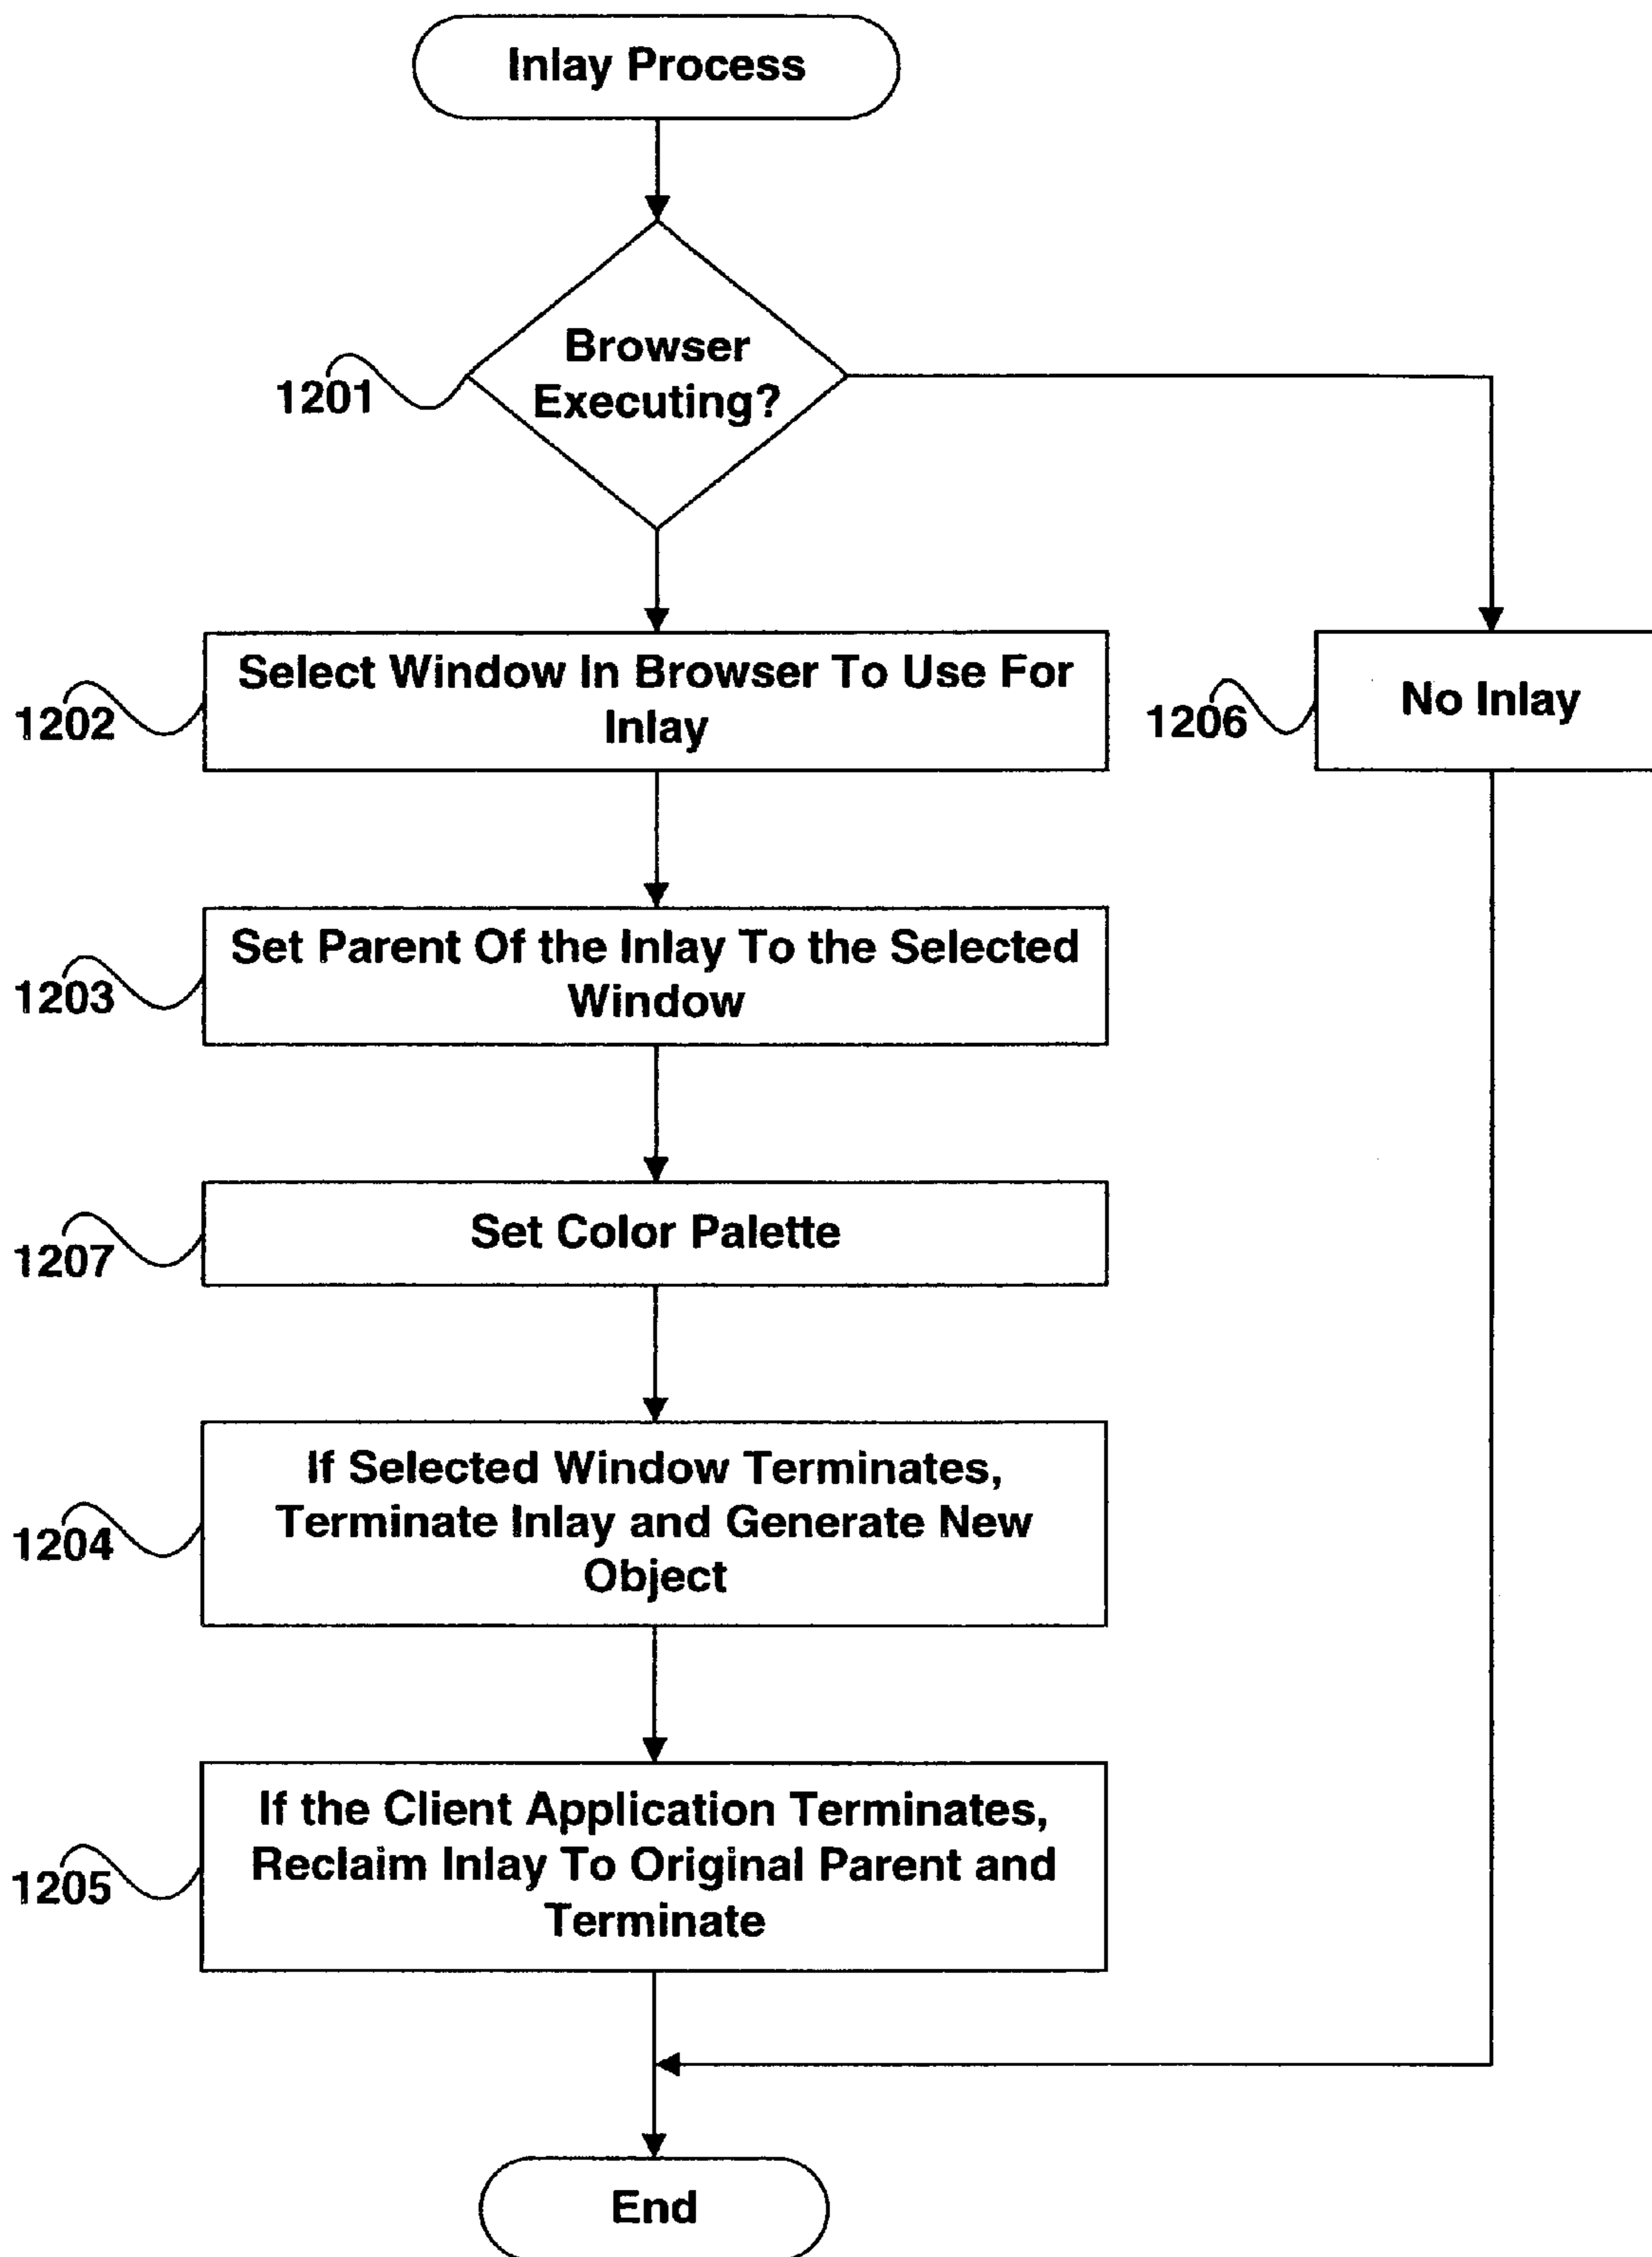 Inlay Process
Browser
Executing?
1201
Select Window In Browser To Use For
Inlay
1202
No Inlay
1206
Set Parent Of the Inlay To the Selected
Window
1203
Set Color Palette
1207
If Selected Window Terminates,
Terminate Inlay and Generate New
Object
1204
If the Client Application Terminates,
Reclaim Inlay To Original Parent and
Terminate
1205
End